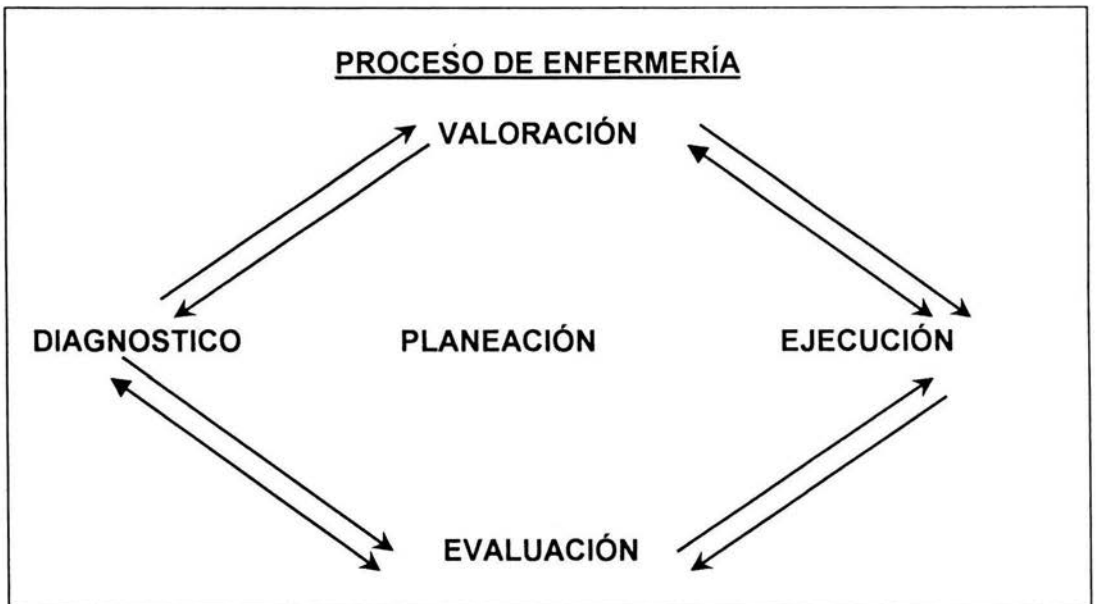 PROCESO DE ENFERMERÍA
VALORACIÓN
DIAGNOSTICO PLANEACIÓN EJECUCIÓN
EVALUACIÓN